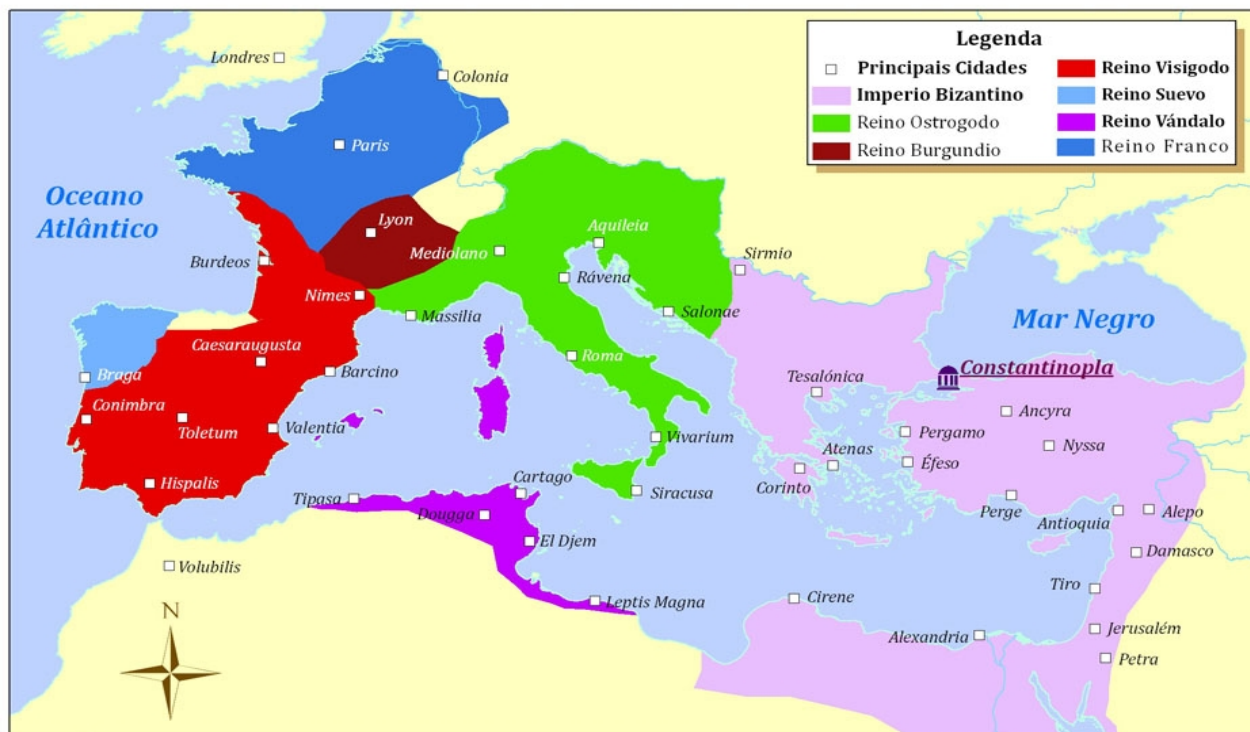 Legenda
Principais Cidades
Imperio Bizantino
Reino Ostrogodo
Reino Burgundio
Reino Visigodo
Reino Suevo
Reino Vándalo
Reino Franco
Londres
Colonia
Paris
Oceano
Atlântico
Lyon
Burdeos
Mediolano
Aquileia
Sirmio
Rávena
Nimes
Massilia
Salonae
Mar Negro
Caesaraugusta
Roma
Constantinopla
Braga
Barcino
Tesalónica
Conimbra
Toletum
Valentia
Ancyra
Pergamo
Vivarium
Nyssa
Atenas
Éfeso
Hispalis
Cartago
Corinto
Tipasa
Siracusa
Perge
Antioquia
Alepo
Dougga
El Djem
Damasco
Volubilis
Tiro
Leptis Magna
Cirene
N
Alexandria
Jerusalém
Petra